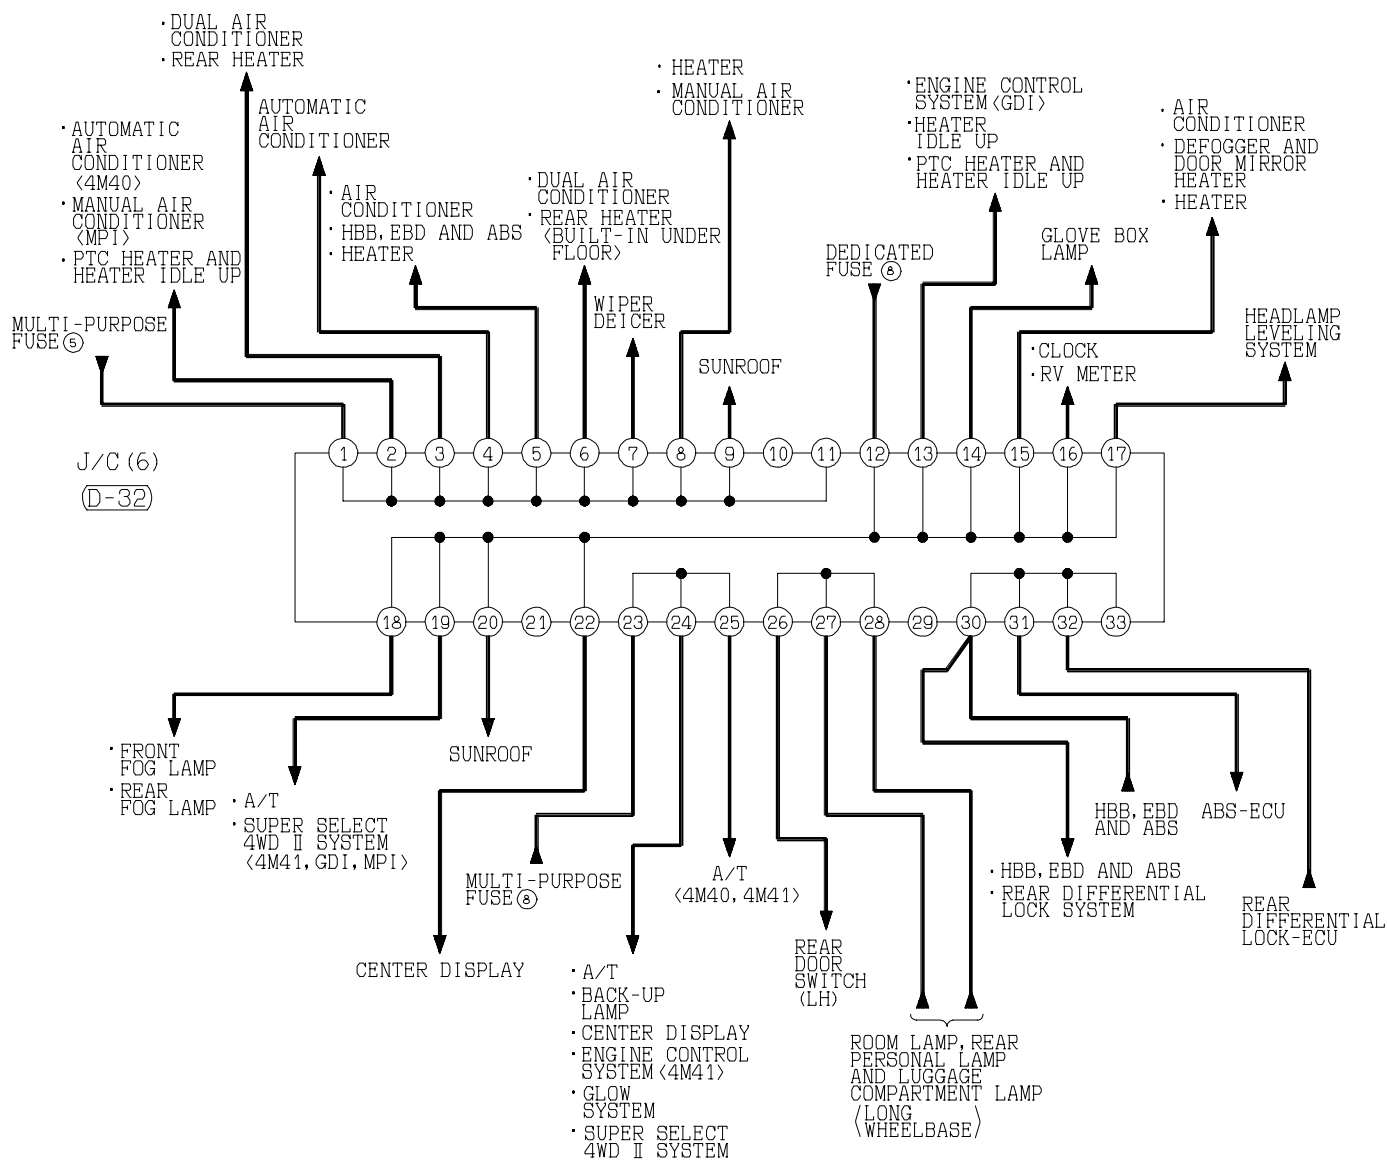 · DUAL AIR
CONDITIONER
· REAR HEATER
· AUTOMATIC
AIR
CONDITIONER
〈4M40〉
· MANUAL AIR
CONDITIONER
〈MPI〉
· PTC HEATER AND
HEATER IDLE UP
AUTOMATIC
AIR
CONDITIONER
· AIR
CONDITIONER
· HBB, EBD AND ABS
· HEATER
· DUAL AIR
CONDITIONER
· REAR HEATER
〈BUILT-IN UNDER
FLOOR〉
· HEATER
· MANUAL AIR
CONDITIONER
· ENGINE CONTROL
SYSTEM〈GDI〉
· HEATER
IDLE UP
· PTC HEATER AND
HEATER IDLE UP
· AIR
CONDITIONER
· DEFOGGER AND
DOOR MIRROR
HEATER
· HEATER
MULTI-PURPOSE
FUSE ⑤
WIPER
DEICER
SUNROOF
DEDICATED
FUSE ⑧
GLOVE BOX
LAMP
· CLOCK
· RV METER
HEADLAMP
LEVELING
SYSTEM
J/C (6)
D-32
1 2 3 4 5 6 7 8 9 10 11 12 13 14 15 16 17
18 19 20 21 22 23 24 25 26 27 28 29 30 31 32 33
· FRONT
FOG LAMP
· REAR
FOG LAMP
· A/T
· SUPER SELECT
4WD Ⅱ SYSTEM
〈4M41, GDI, MPI〉
SUNROOF
CENTER DISPLAY
MULTI-PURPOSE
FUSE ⑧
· A/T
· BACK-UP
LAMP
· CENTER DISPLAY
· ENGINE CONTROL
SYSTEM〈4M41〉
· GLOW
SYSTEM
· SUPER SELECT
4WD Ⅱ SYSTEM
A/T
〈4M40, 4M41〉
REAR
DOOR
SWITCH
(LH)
ROOM LAMP, REAR
PERSONAL LAMP
AND LUGGAGE
COMPARTMENT LAMP
〈LONG
WHEELBASE〉
· HBB, EBD AND ABS
· REAR DIFFERENTIAL
LOCK SYSTEM
HBB, EBD
AND ABS
ABS-ECU
REAR
DIFFERENTIAL
LOCK-ECU